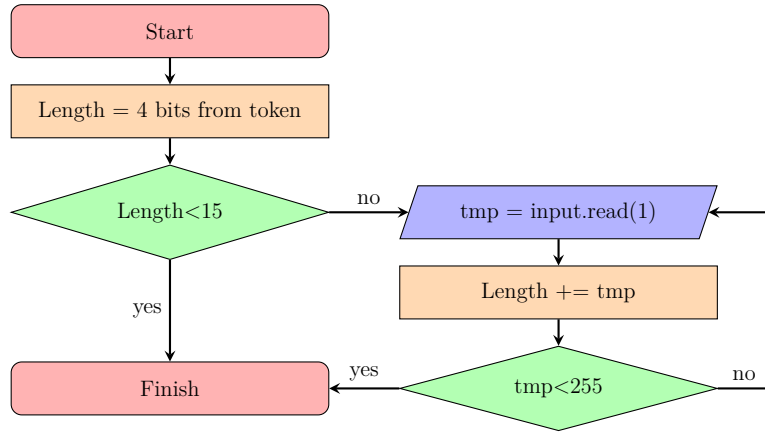 Start
Length = 4 bits from token
Length<15
no
tmp = input.read(1)
Length += tmp
yes
Finish
yes
tmp<255
no